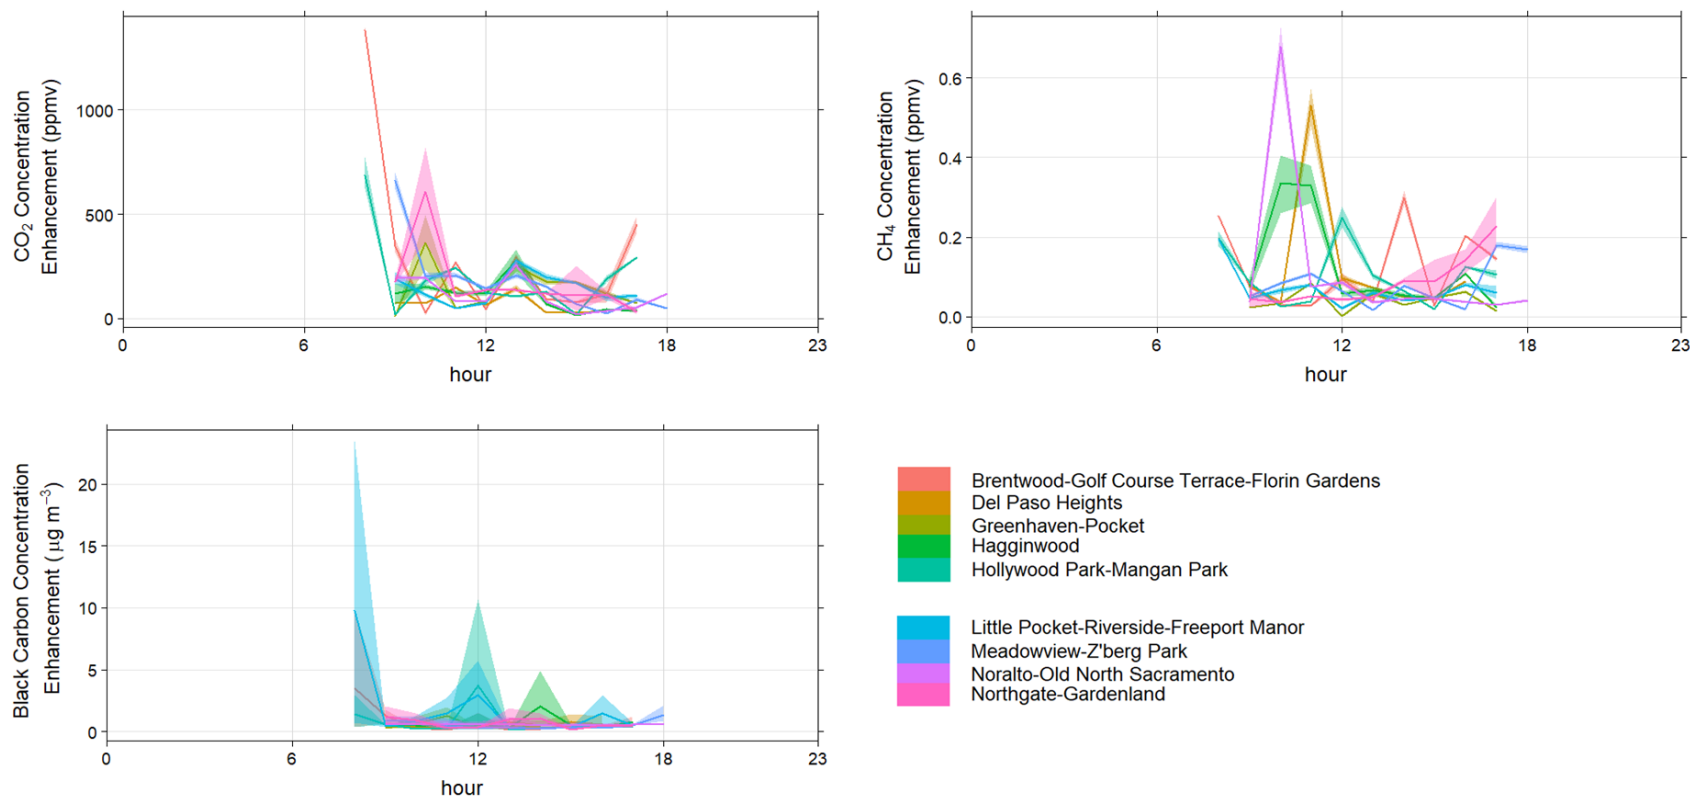 CO₂ Concentration
Enhancement (ppmv)
1000
500
0
0 6 12 18 23
hour
CH₄ Concentration
Enhancement (ppmv)
0.6
0.4
0.2
0.0
0 6 12 18 23
hour
Black Carbon Concentration
Enhancement ( μg m⁻³)
20
15
10
5
0
0 6 12 18 23
hour
Brentwood-Golf Course Terrace-Florin Gardens
Del Paso Heights
Greenhaven-Pocket
Hagginwood
Hollywood Park-Mangan Park
Little Pocket-Riverside-Freeport Manor
Meadowview-Z'berg Park
Noralto-Old North Sacramento
Northgate-Gardenland